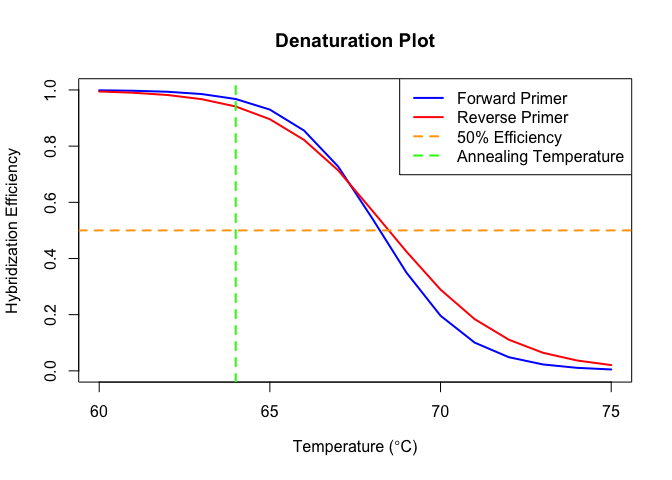 Denaturation Plot
Forward Primer
Reverse Primer
50% Efficiency
Annealing Temperature
Hybridization Efficiency
1.0
0.8
0.6
0.4
0.2
0.0
60 65 70 75
Temperature (°C)